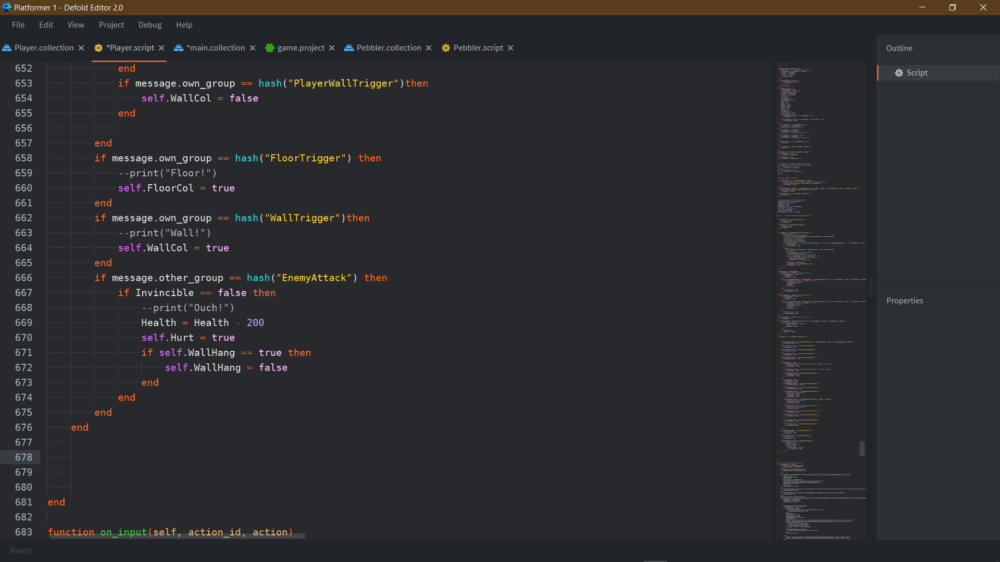 Platformer 1 - Defold Editor 2.0
File Edit View Project Debug Help
Player.collection *Player.script *main.collection game.project Pebbler.collection Pebbler.script
Outline
Script
Properties
652 end
653 if message.own_group == hash("PlayerWallTrigger")then
654 self.WallCol = false
655 end
656
657 end
658 if message.own_group == hash("FloorTrigger") then
659 --print("Floor!")
660 self.FloorCol = true
661 end
662 if message.own_group == hash("WallTrigger")then
663 --print("Wall!")
664 self.WallCol = true
665 end
666 if message.other_group == hash("EnemyAttack") then
667 if Invincible == false then
668 --print("Ouch!")
669 Health = Health - 200
670 self.Hurt = true
671 if self.WallHang == true then
672 self.WallHang = false
673 end
674 end
675 end
676 end
677
678
679
680
681 end
682
683 function on_input(self, action_id, action)
Ready